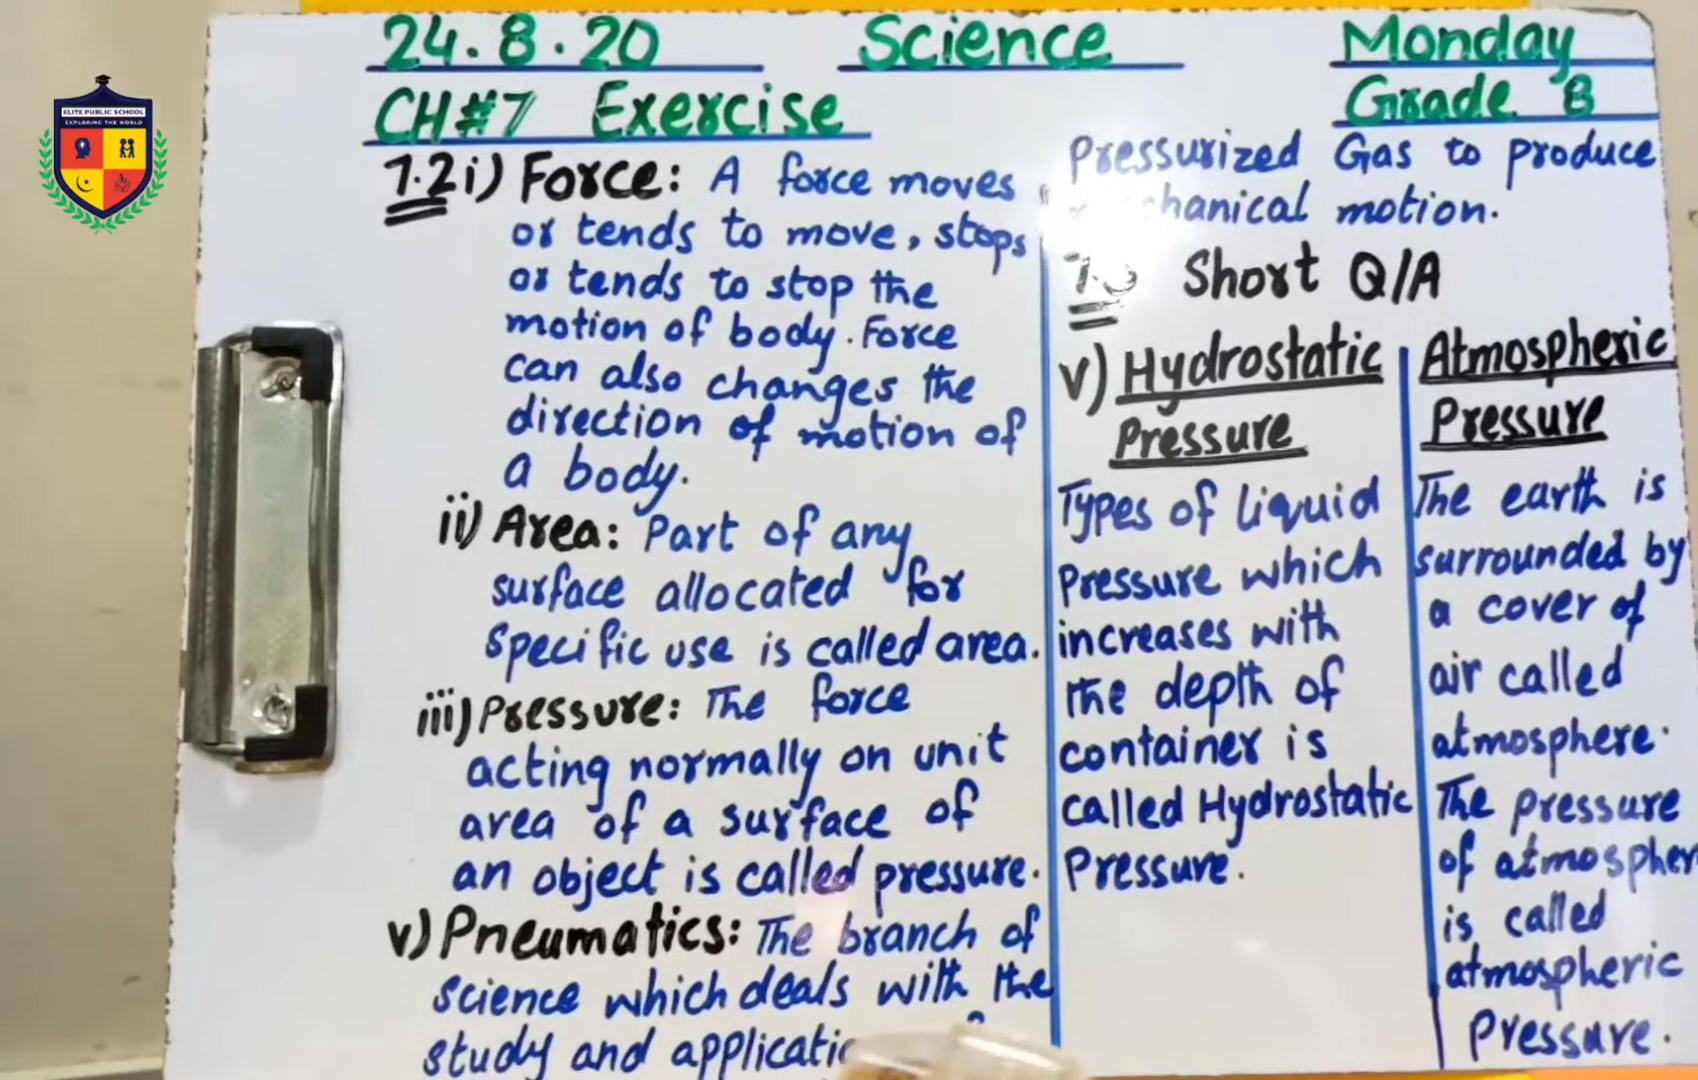 ELITE PUBLIC SCHOOL
EXPLORING THE WORLD
24.8.20 Science Monday
CH#7 Exercise Grade 8
7.2 i) Force: A force moves
or tends to move, stops
or tends to stop the
motion of body. Force
can also changes the
direction of motion of
a body.
ii) Area: Part of any
surface allocated for
specific use is called area.
iii) Pressure: The force
acting normally on unit
area of a surface of
an object is called pressure.
v) Pneumatics: The branch of
science which deals with the
study and
Pressurized Gas to produce
motion.
Short Q/A
v) Hydrostatic
Pressure
Types of liquid
Pressure which
increases with
the depth of
container is
called Hydrostatic
Pressure.
Atmospheric
Pressure
The earth is
surrounded by
a cover of
air called
atmosphere.
The pressure
of atmospher
is called
atmospheric
Pressure.